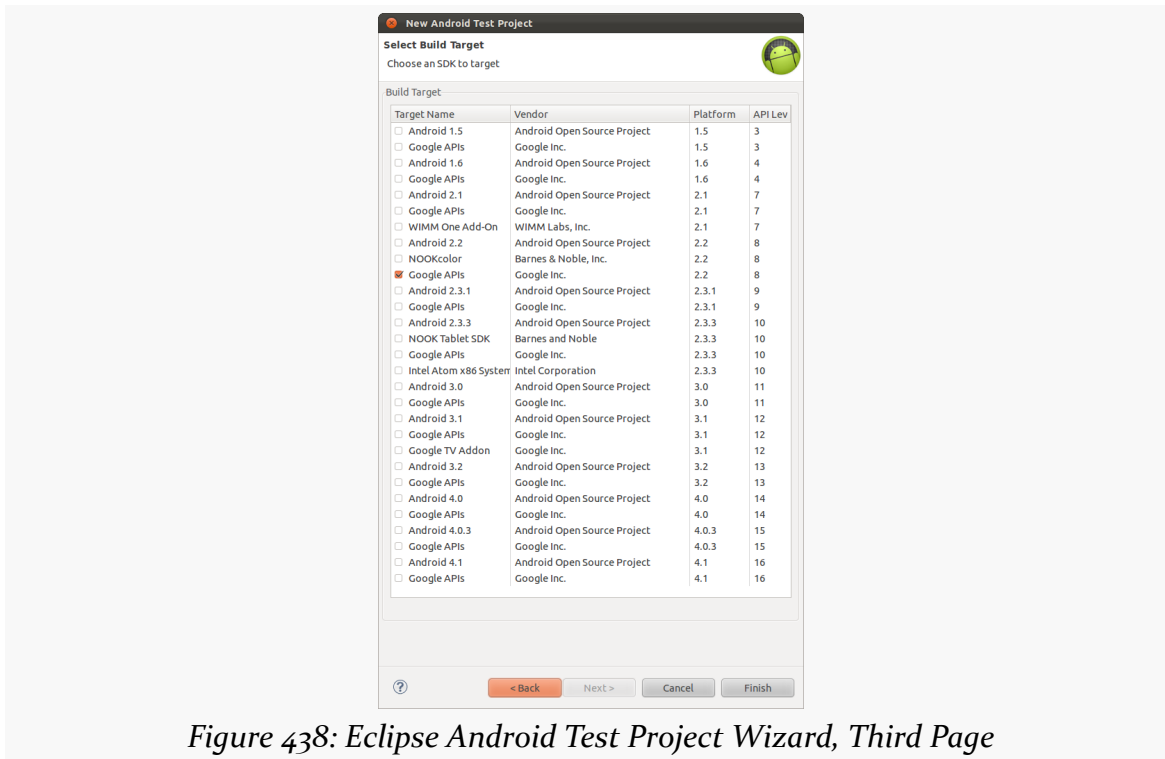 New Android Test Project
Select Build Target
Choose an SDK to target
Build Target
Target Name Vendor Platform API Lev
Android 1.5 Android Open Source Project 1.5 3
Google APIs Google Inc. 1.5 3
Android 1.6 Android Open Source Project 1.6 4
Google APIs Google Inc. 1.6 4
Android 2.1 Android Open Source Project 2.1 7
Google APIs Google Inc. 2.1 7
WIMM One Add-On WIMM Labs, Inc. 2.1 7
Android 2.2 Android Open Source Project 2.2 8
NOOKcolor Barnes & Noble, Inc. 2.2 8
Google APIs Google Inc. 2.2 8
Android 2.3.1 Android Open Source Project 2.3.1 9
Google APIs Google Inc. 2.3.1 9
Android 2.3.3 Android Open Source Project 2.3.3 10
NOOK Tablet SDK Barnes and Noble 2.3.3 10
Google APIs Google Inc. 2.3.3 10
Intel Atom x86 System Intel Corporation 2.3.3 10
Android 3.0 Android Open Source Project 3.0 11
Google APIs Google Inc. 3.0 11
Android 3.1 Android Open Source Project 3.1 12
Google APIs Google Inc. 3.1 12
Google TV Addon Google Inc. 3.1 12
Android 3.2 Android Open Source Project 3.2 13
Google APIs Google Inc. 3.2 13
Android 4.0 Android Open Source Project 4.0 14
Google APIs Google Inc. 4.0 14
Android 4.0.3 Android Open Source Project 4.0.3 15
Google APIs Google Inc. 4.0.3 15
Android 4.1 Android Open Source Project 4.1 16
Google APIs Google Inc. 4.1 16
? < Back Next > Cancel Finish
Figure 438: Eclipse Android Test Project Wizard, Third Page